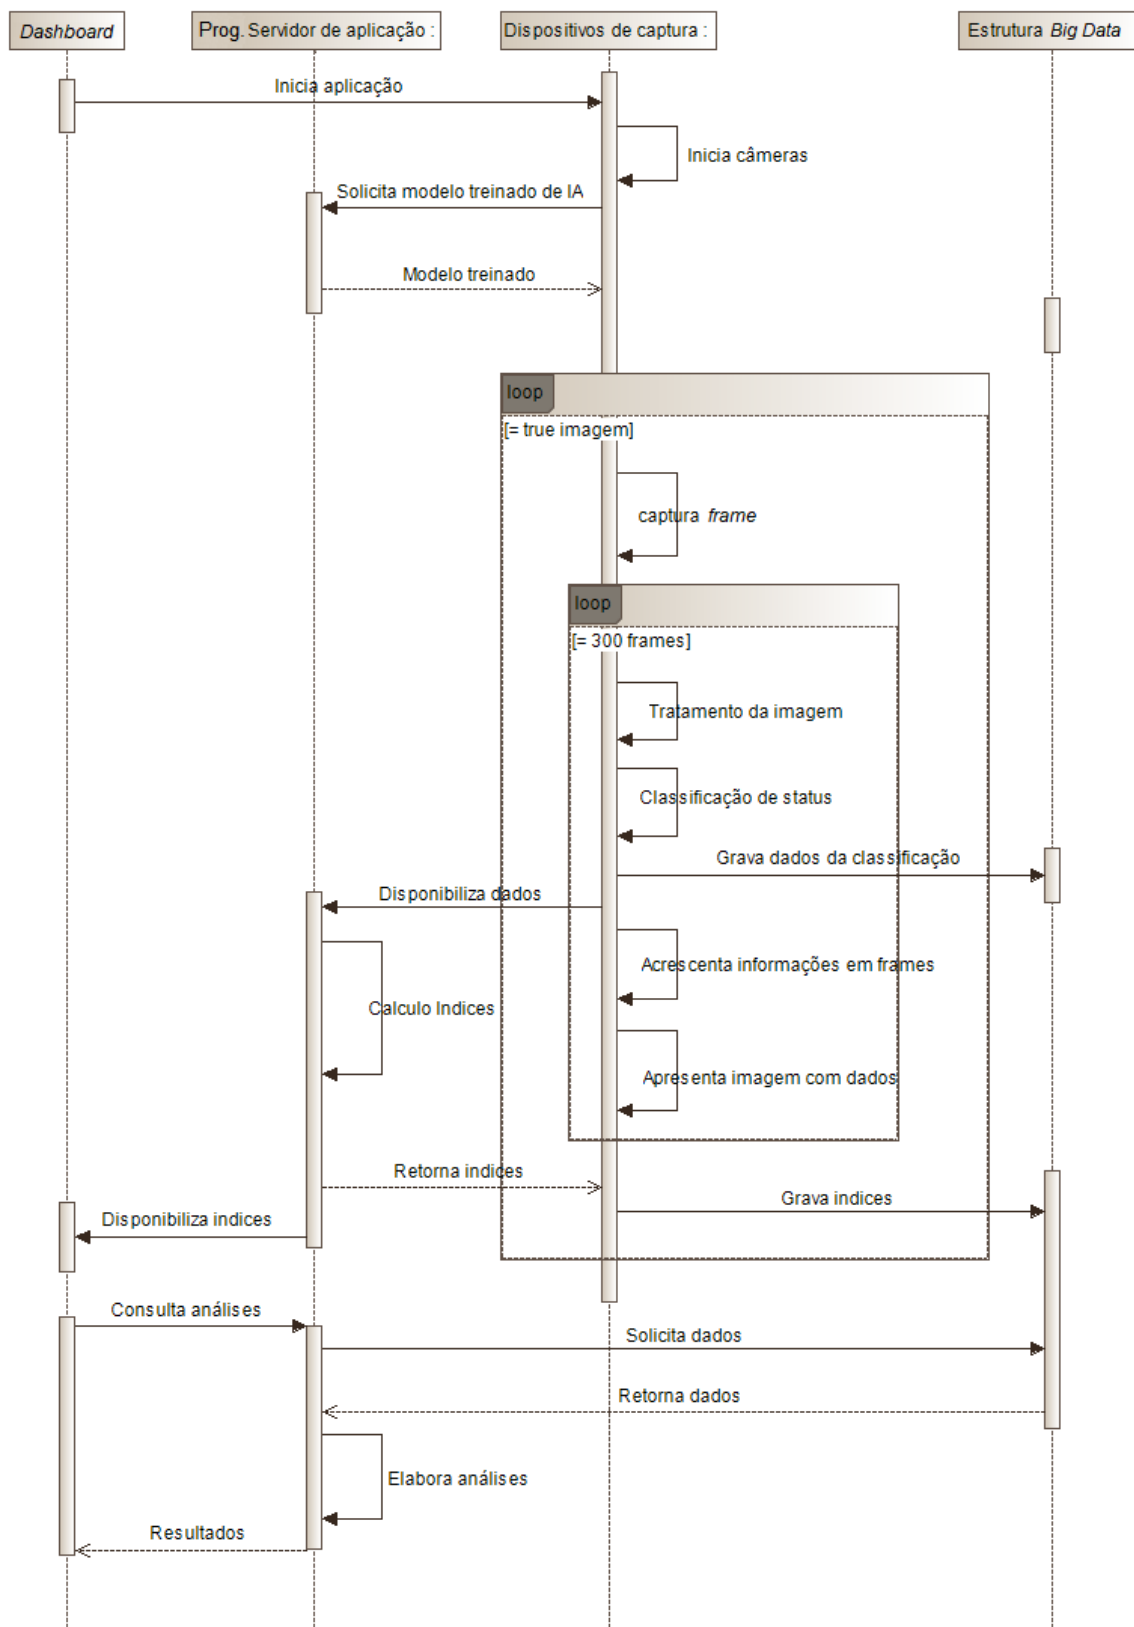 Dashboard
Prog. Servidor de aplicação :
Dispositivos de captura :
Estrutura Big Data
Inicia aplicação
Inicia câmeras
Solicita modelo treinado de IA
Modelo treinado
loop
[= true imagem]
captura frame
loop
[= 300 frames]
Tratamento da imagem
Classificação de status
Grava dados da classificação
Disponibiliza dados
Acrescenta informações em frames
Calculo Indices
Apresenta imagem com dados
Retorna indices
Grava indices
Disponibiliza indices
Consulta análises
Solicita dados
Retorna dados
Elabora análises
Resultados